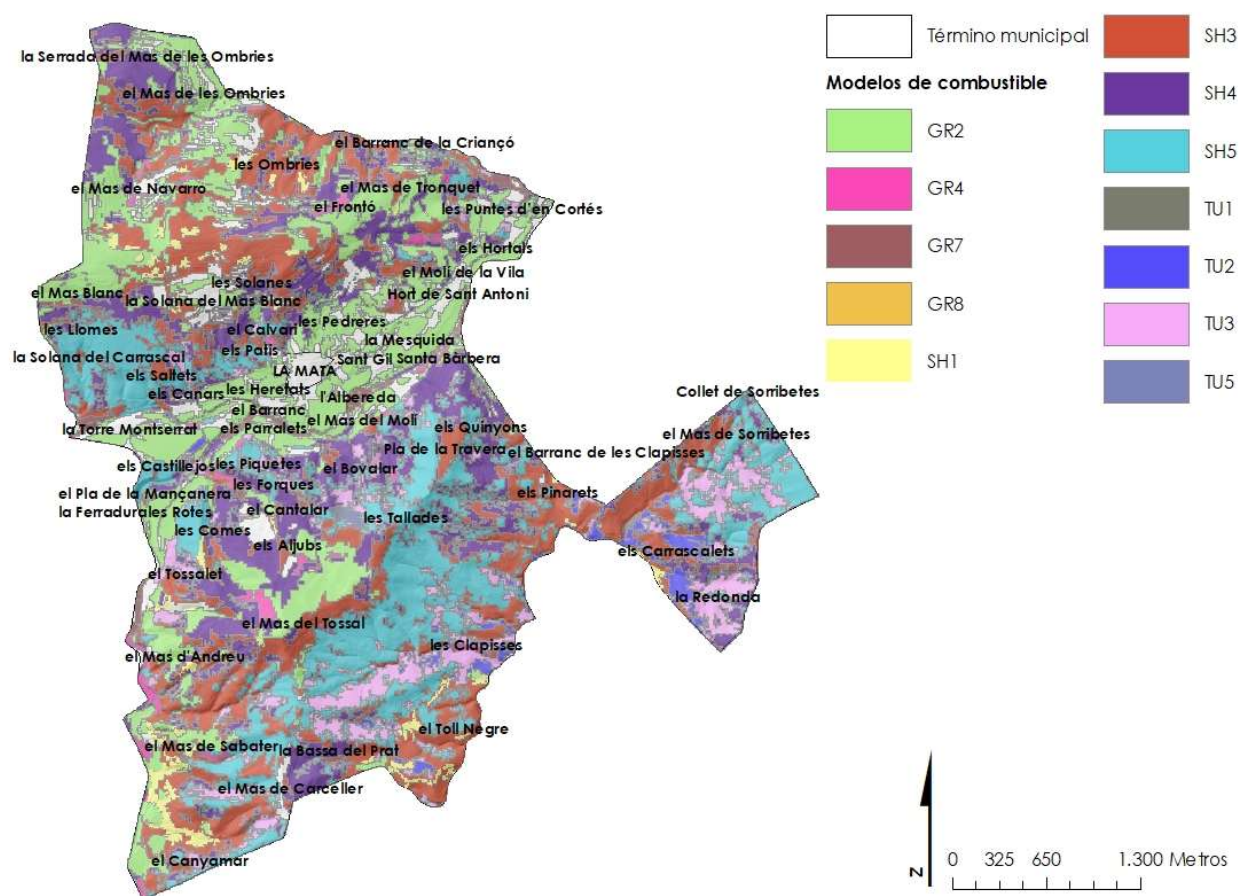 la Serrada del Mas de les Ombries
el Mas de les Ombries
el Barranc de la Criançó
les Ombries
el Mas de Navarro
el Mas de Tronquet
el Frontó
les Puntes d'en Cortés
els Hortals
el Molí de la Vila
les Solanes
el Mas Blanc
la Solana del Mas Blanc
Hort de Sant Antoni
les Pedreres
les Llomes
el Calvari
la Mesquida
la Solana del Carrascal
els Patis
Sant Gil
Santa Bàrbera
els Saltets
LA MATA
els Canars
les Heretats
l'Albereda
el Barranc
la Torre Montserrat
els Parralets
el Mas del Molí
els Quinyons
Collet de Sorribetes
el Mas de Sorribetes
Pla de la Travera
el Barranc de les Clapisses
els Castillejos
les Piquetes
el Bovalar
les Forques
el Pla de la Mançanera
els Pinarets
la Ferradura
les Rotes
el Cantalar
les Tallades
les Comes
els Aljubs
els Carrascalets
el Tossalet
la Redonda
el Mas del Tossal
les Clapisses
el Mas d'Andreu
el Toll Negre
el Mas de Sabater
la Bassa del Prat
el Mas de Carceller
el Canyamar
Término municipal
Modelos de combustible
GR2
GR4
GR7
GR8
SH1
SH3
SH4
SH5
TU1
TU2
TU3
TU5
N
0 325 650 1.300 Metros